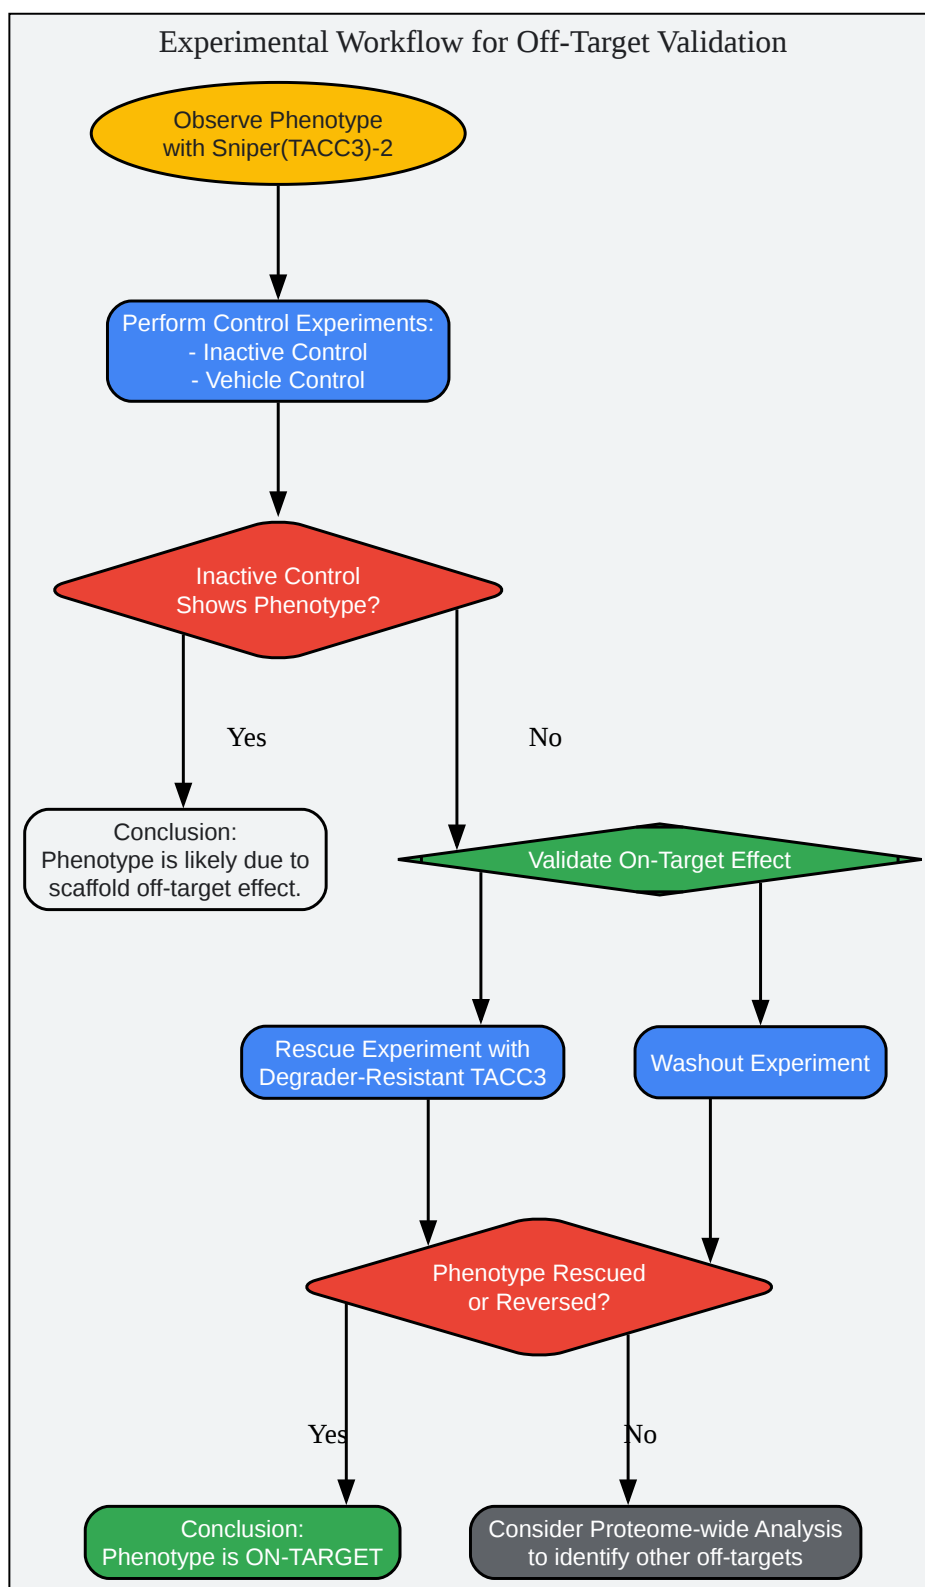 Experimental Workflow for Off-Target Validation
Observe Phenotype
with Sniper(TACC3)-2
Perform Control Experiments:
- Inactive Control
- Vehicle Control
Inactive Control
Shows Phenotype?
Yes
No
Conclusion:
Phenotype is likely due to
scaffold off-target effect.
Validate On-Target Effect
Rescue Experiment with
Degrader-Resistant TACC3
Washout Experiment
Phenotype Rescued
or Reversed?
Yes
No
Conclusion:
Phenotype is ON-TARGET
Consider Proteome-wide Analysis
to identify other off-targets